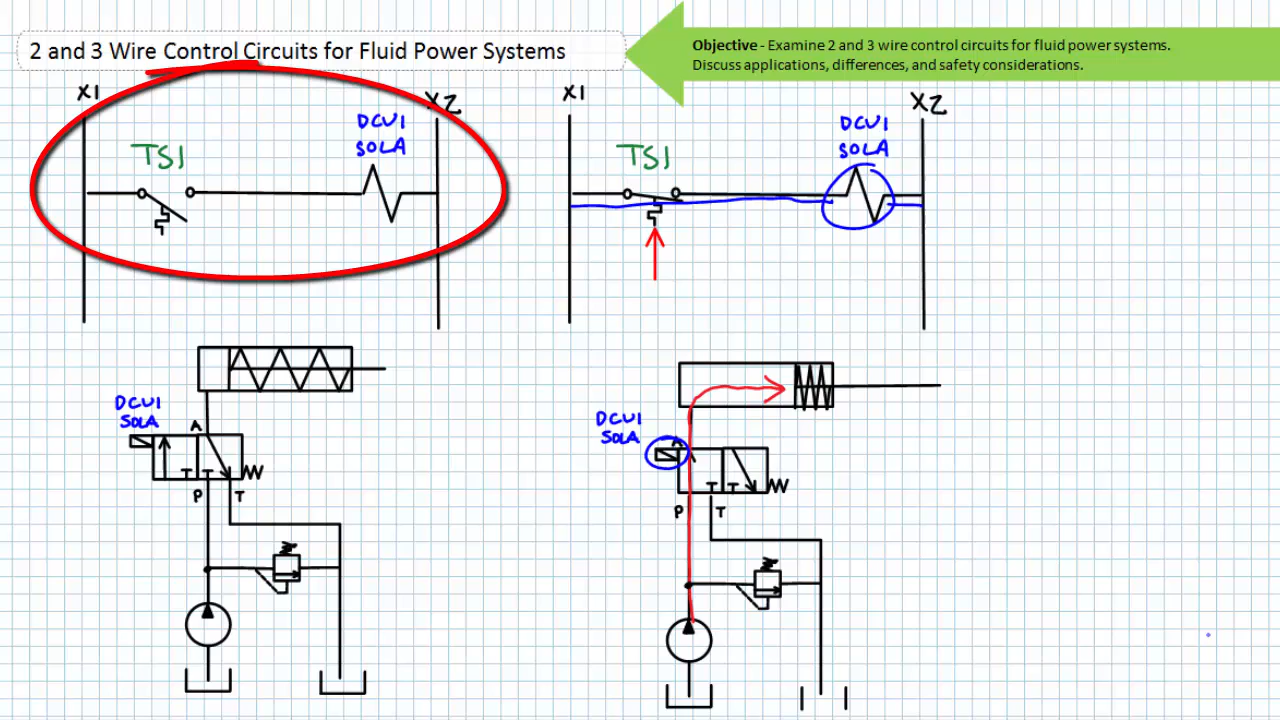 2 and 3 Wire Control Circuits for Fluid Power Systems
Objective - Examine 2 and 3 wire control circuits for fluid power systems.
Discuss applications, differences, and safety considerations.
X1
X2
DCV1
SOLA
TS1
X1
X2
DCV1
SOLA
TS1
DCV1
SOLA
A
P
T
DCV1
SOLA
A
P
T